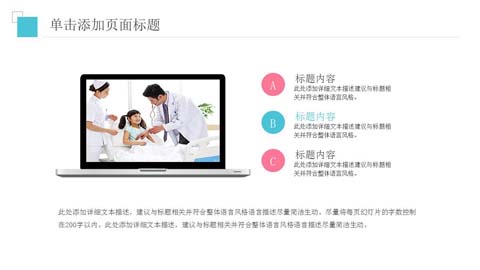 单击添加页面标题
A
标题内容
此处添加详细文本描述建议与标题相
关并符合整体语言风格。
B
标题内容
此处添加详细文本描述建议与标题相
关并符合整体语言风格。
C
标题内容
此处添加详细文本描述建议与标题相
关并符合整体语言风格。
此处添加详细文本描述，建议与标题相关并符合整体语言风格语言描述尽量简洁生动。尽量将每页幻灯片的字数控制
在200字以内。此处添加详细文本描述，建议与标题相关并符合整体语言风格语言描述尽量简洁生动。